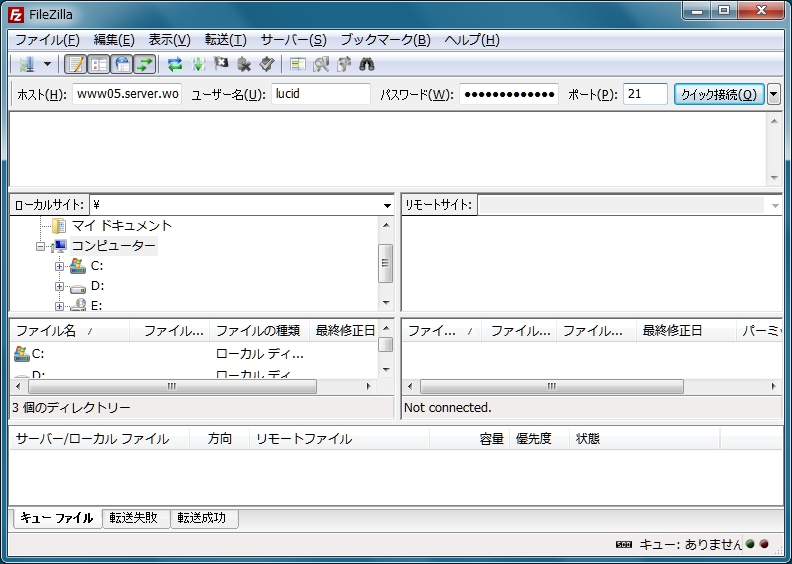 FileZilla
ファイル(F) 編集(E) 表示(V) 転送(T) サーバー(S) ブックマーク(B) ヘルプ(H)
ホスト(H): www05.server.wo ユーザー名(U): lucid パスワード(W): ●●●●●●●●●●●●● ポート(P): 21 クイック接続(Q)
ローカルサイト: ¥ リモートサイト:
マイ ドキュメント
コンピューター
C:
D:
E:
ファイル名 ファイル... ファイルの種類 最終修正日 ファイ... ファイル... ファイル... 最終修正日 パーミッ
C: ローカル ディ...
D: ローカル ディ
3 個のディレクトリー Not connected.
サーバー/ローカル ファイル 方向 リモートファイル 容量 優先度 状態
キュー ファイル 転送失敗 転送成功
キュー: ありません